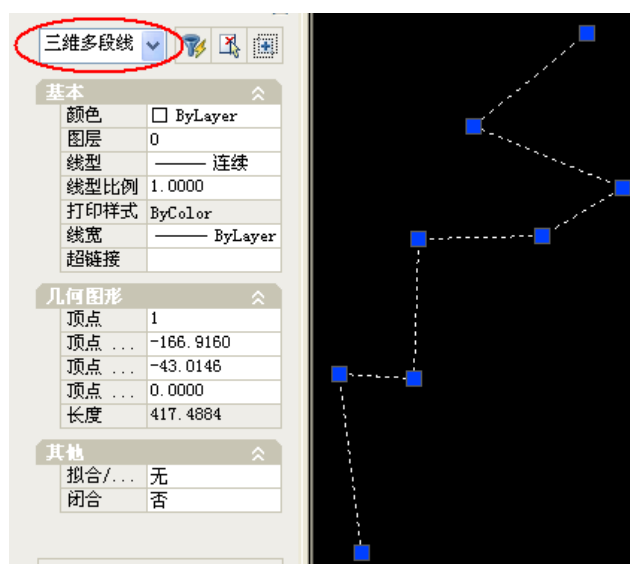 三維多段线
基本
颜色 ByLayer
图层 0
线型 连续
线型比例 1.0000
打印样式 ByColor
线宽 ByLayer
超链接
几何图形
顶点 1
顶点 ... -166.9160
顶点 ... -43.0146
顶点 ... 0.0000
长度 417.4884
其他
拟合/... 无
闭合 否